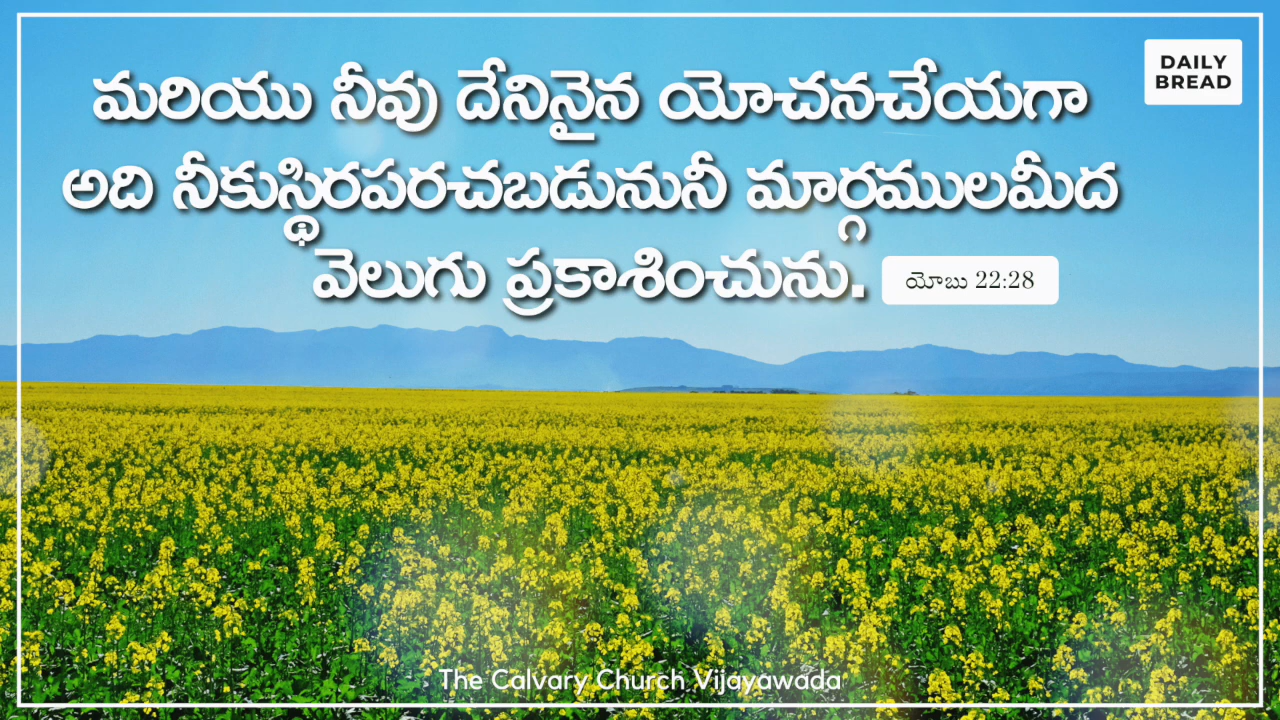 DAILY
BREAD
మరియు నీవు దేనినైన యోచనచేయగా
అది నీకుస్థిరపరచబడునునీ మార్గములమీద
వెలుగు ప్రకాశించును.
యోబు 22:28
The Calvary Church Vijayawada